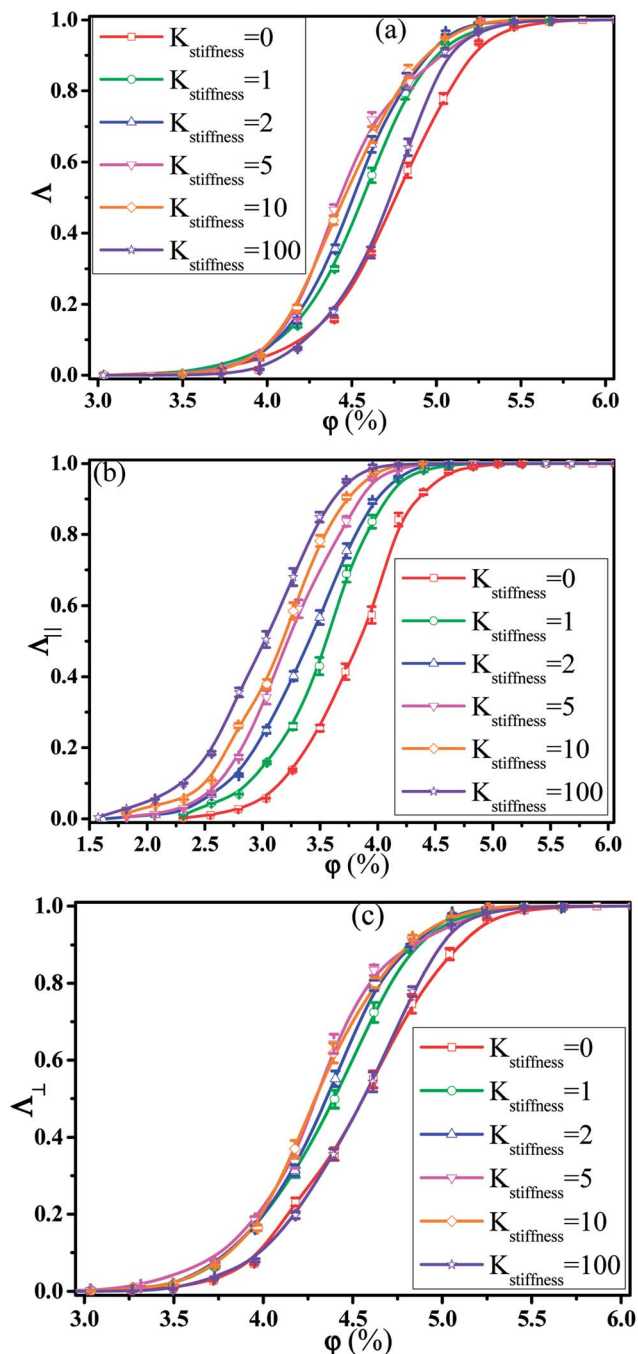 (a)
K_stiffness=0
K_stiffness=1
K_stiffness=2
K_stiffness=5
K_stiffness=10
K_stiffness=100
Λ
1.0
0.8
0.6
0.4
0.2
0.0
3.0 3.5 4.0 4.5 5.0 5.5 6.0
φ (%)
(b)
K_stiffness=0
K_stiffness=1
K_stiffness=2
K_stiffness=5
K_stiffness=10
K_stiffness=100
Λ||
1.0
0.8
0.6
0.4
0.2
0.0
1.5 2.0 2.5 3.0 3.5 4.0 4.5 5.0 5.5 6.0
φ (%)
(c)
K_stiffness=0
K_stiffness=1
K_stiffness=2
K_stiffness=5
K_stiffness=10
K_stiffness=100
Λ⊥
1.0
0.8
0.6
0.4
0.2
0.0
3.0 3.5 4.0 4.5 5.0 5.5 6.0
φ (%)